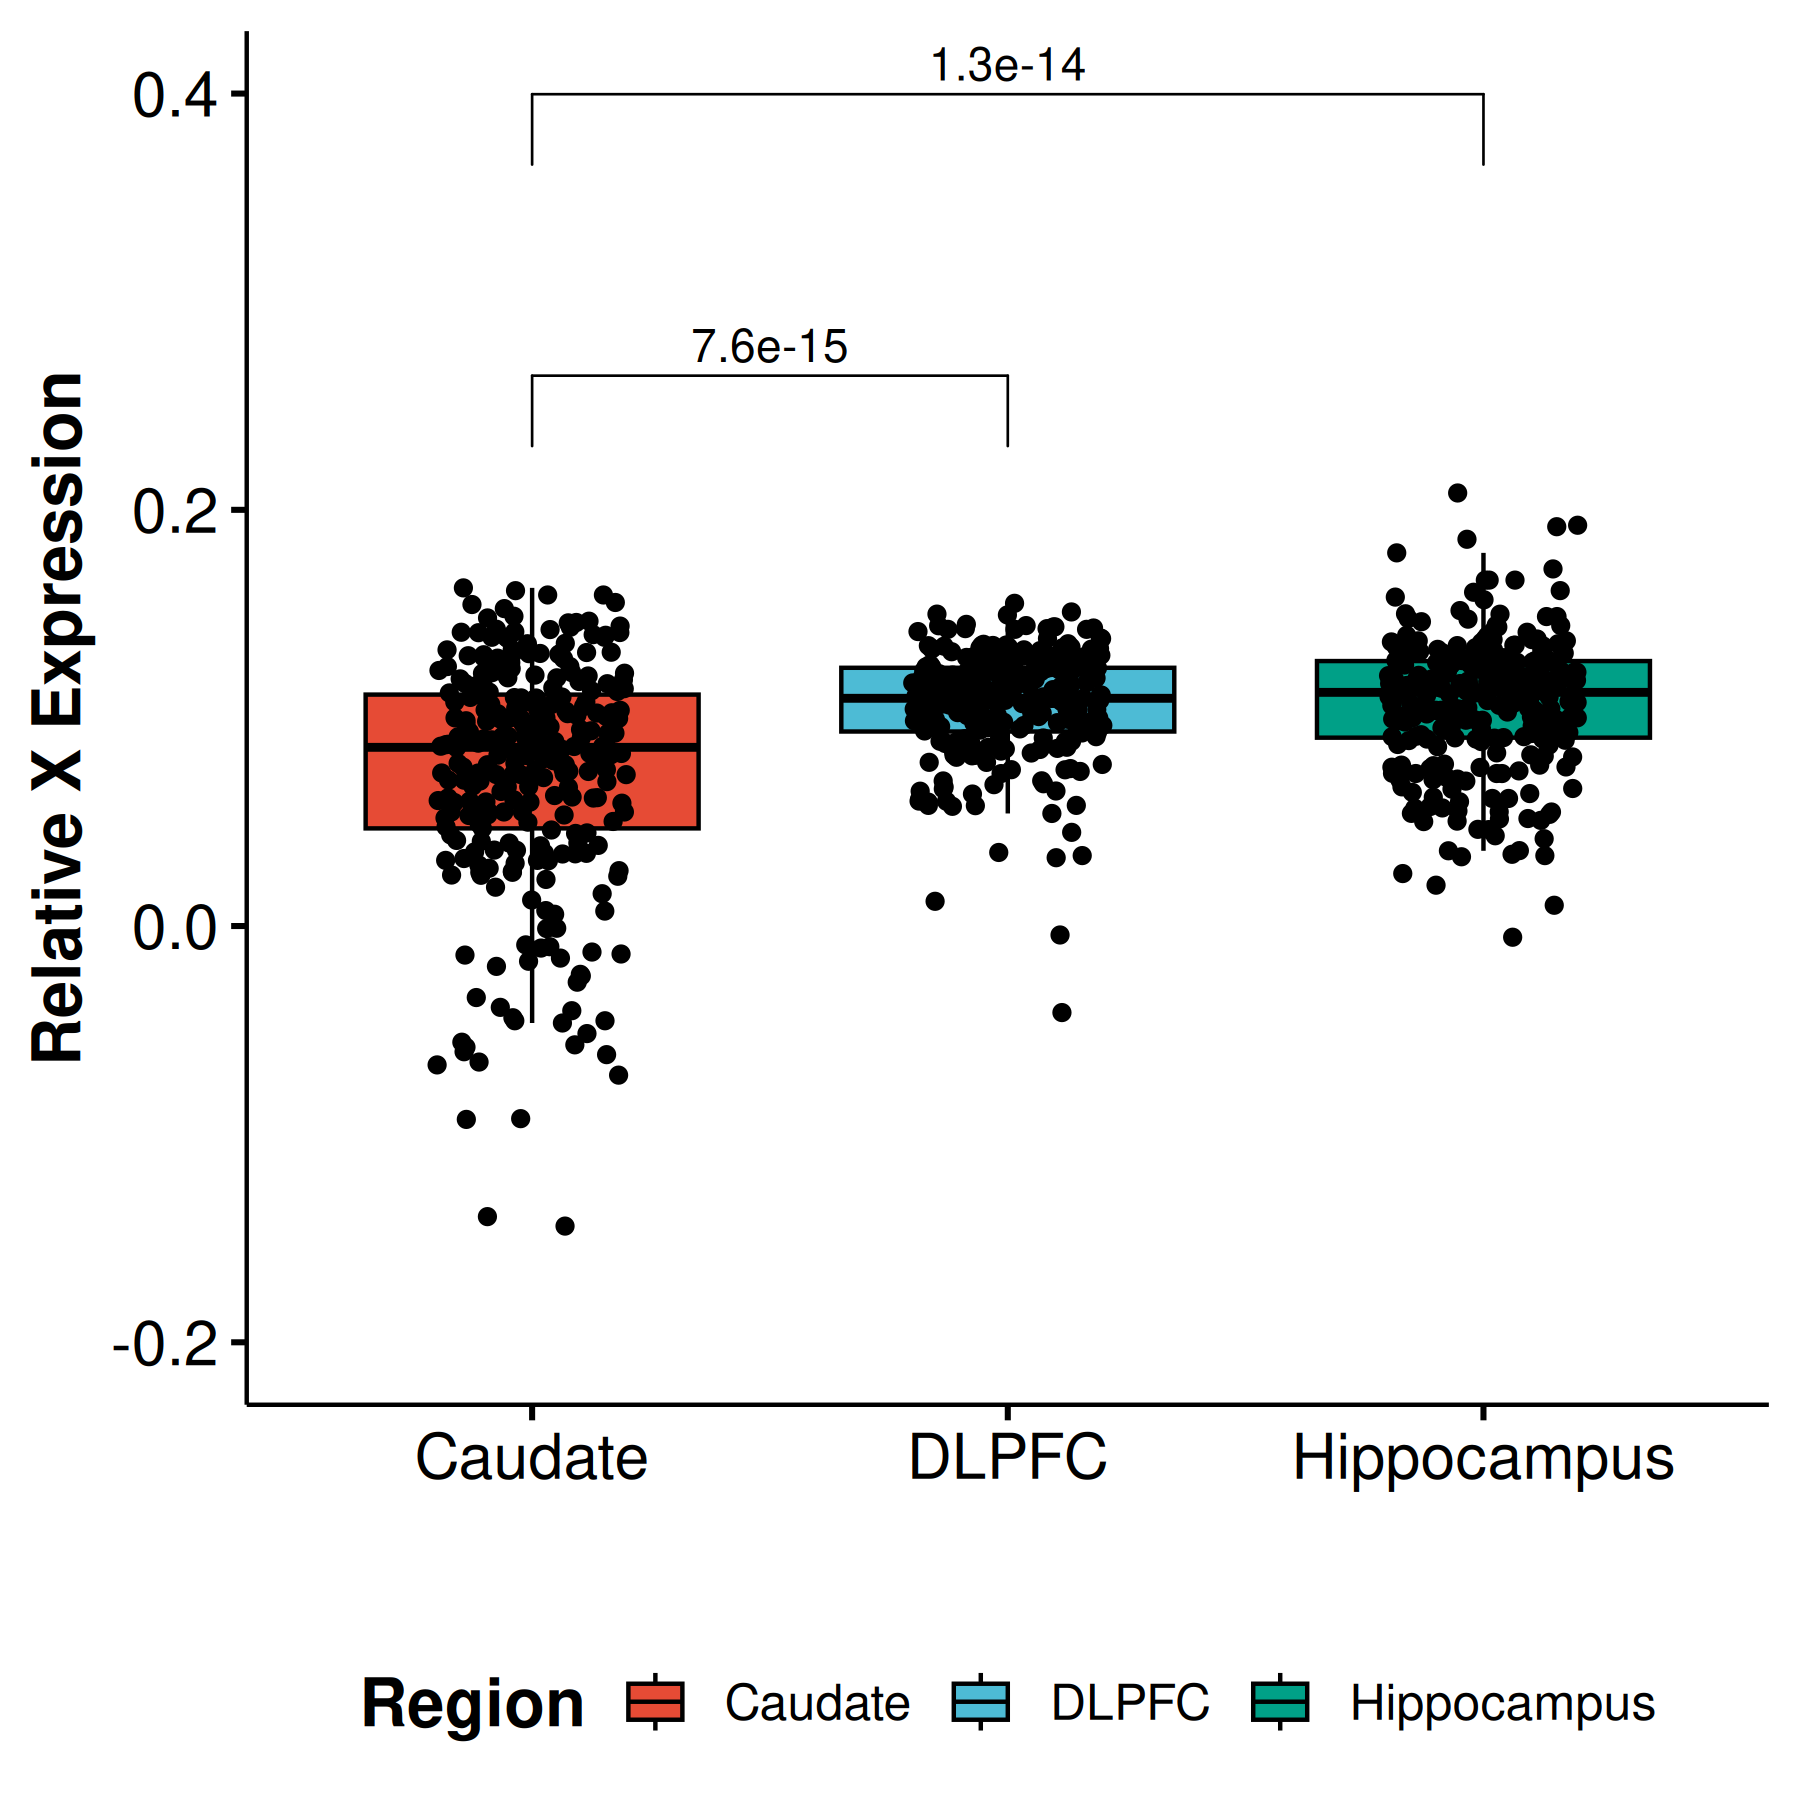 1.3e-14
7.6e-15
Relative X Expression
0.4
0.2
0.0
-0.2
Caudate DLPFC Hippocampus
Region Caudate DLPFC Hippocampus